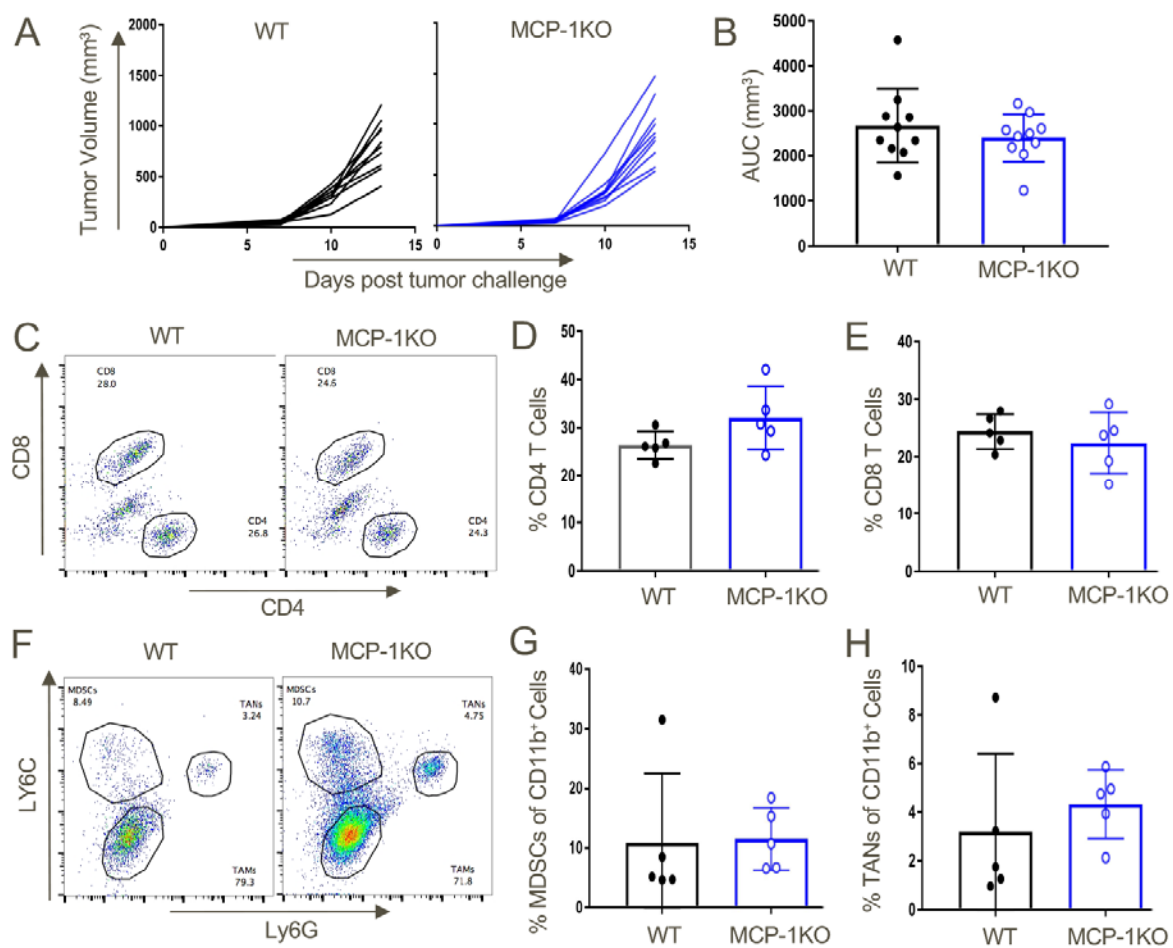 A
WT
MCP-1KO
Tumor Volume (mm³)
2000
1500
1000
500
0
0
5
10
15
0
5
10
15
Days post tumor challenge
B
AUC (mm³)
5000
4000
3000
2000
1000
0
WT
MCP-1KO
C
WT
MCP-1KO
CD8
28.0
CD4
26.8
CD8
24.6
CD4
24.3
CD8
CD4
D
% CD4 T Cells
50
40
30
20
10
0
WT
MCP-1KO
E
% CD8 T Cells
40
30
20
10
0
WT
MCP-1KO
F
WT
MCP-1KO
MDSCs
8.49
TANs
3.24
TAMs
79.3
MDSCs
10.7
TANs
4.75
TAMs
71.8
LY6C
Ly6G
G
% MDSCs of CD11b⁺ Cells
40
30
20
10
0
WT
MCP-1KO
H
% TANs of CD11b⁺ Cells
10
8
6
4
2
0
WT
MCP-1KO